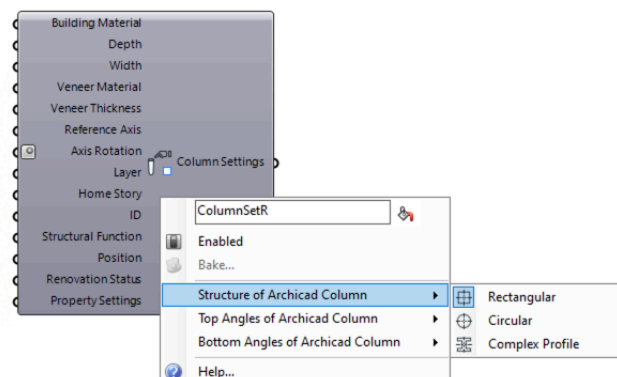 Building Material
Depth
Width
Veneer Material
Veneer Thickness
Reference Axis
Axis Rotation
Layer
Home Story
ID
Structural Function
Position
Renovation Status
Property Settings
Column Settings
ColumnSetR
Enabled
Bake...
Structure of Archicad Column
Top Angles of Archicad Column
Bottom Angles of Archicad Column
Help...
Rectangular
Circular
Complex Profile